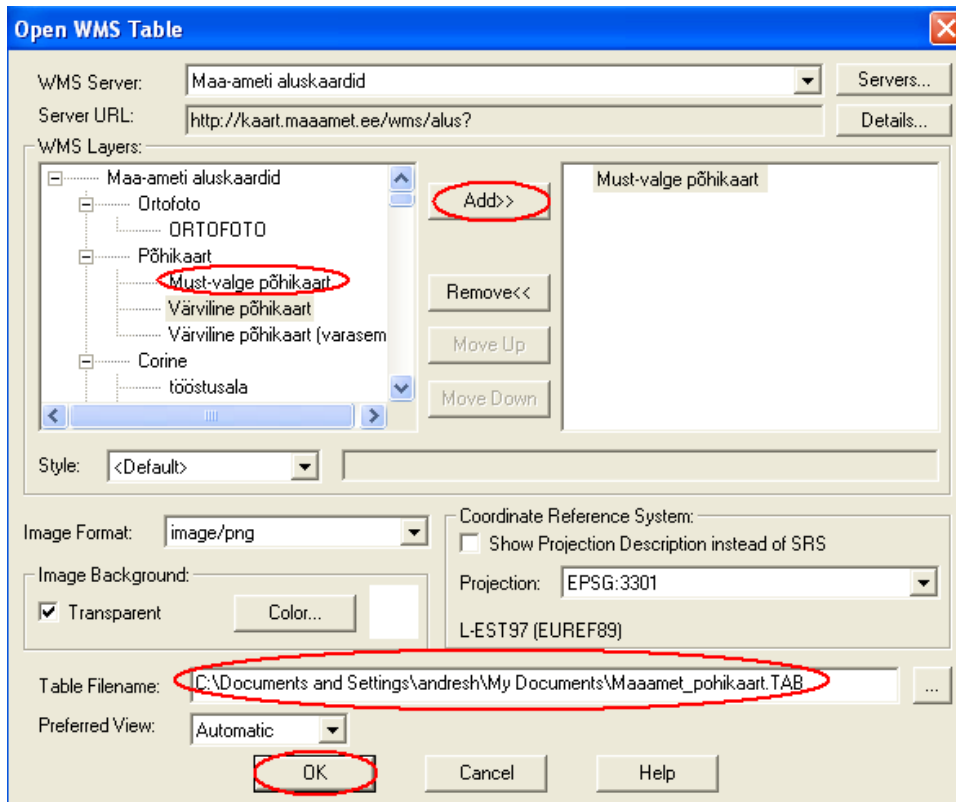 Open WMS Table
WMS Server: Maa-ameti aluskaardid Servers...
Server URL: http://kaart.maaamet.ee/wms/alus? Details...
WMS Layers:
Maa-ameti aluskaardid
Ortofoto
ORTOFOTO
Põhikaart
Must-valge põhikaart
Värviline põhikaart
Värviline põhikaart (varasem
Corine
tööstusala
Add>>
Remove<<
Move Up
Move Down
Must-valge põhikaart
Style: <Default>
Image Format: image/png
Image Background:
Transparent Color...
Coordinate Reference System:
Show Projection Description instead of SRS
Projection: EPSG:3301
L-EST97 (EUREF89)
Table Filename: C:\Documents and Settings\andresh\My Documents\Maaamet_pohikaart.TAB ...
Preferred View: Automatic
OK Cancel Help